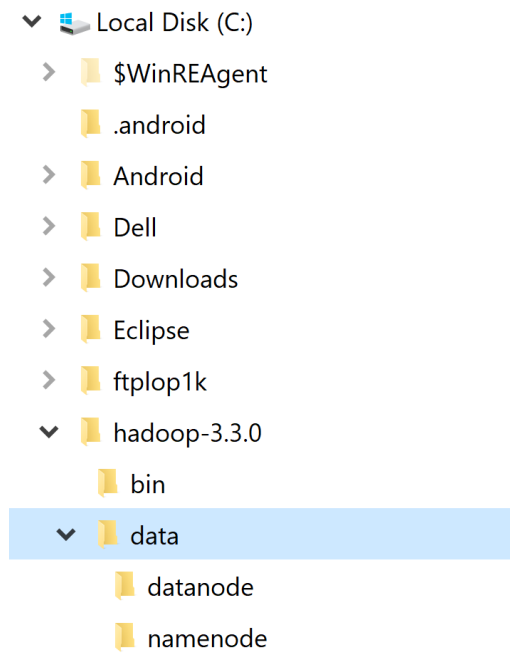 Local Disk (C:)
$WinREAgent
.android
Android
Dell
Downloads
Eclipse
ftplop1k
hadoop-3.3.0
bin
data
datanode
namenode